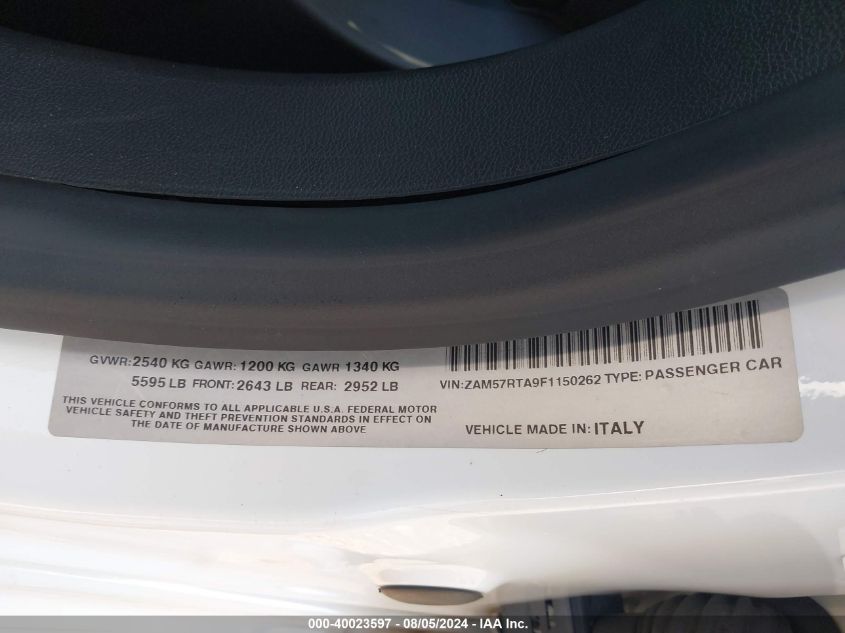 GVWR:2540 KG GAWR:1200 KG GAWR 1340 KG
5595 LB FRONT:2643 LB REAR: 2952 LB
THIS VEHICLE CONFORMS TO ALL APPLICABLE U.S.A. FEDERAL MOTOR
VEHICLE SAFETY AND THEFT PREVENTION STANDARDS IN EFFECT ON
THE DATE OF MANUFACTURE SHOWN ABOVE
VIN:ZAM57RTA9F1150262 TYPE: PASSENGER CAR
VEHICLE MADE IN: ITALY
000-40023597 - 08/05/2024 - IAA Inc.